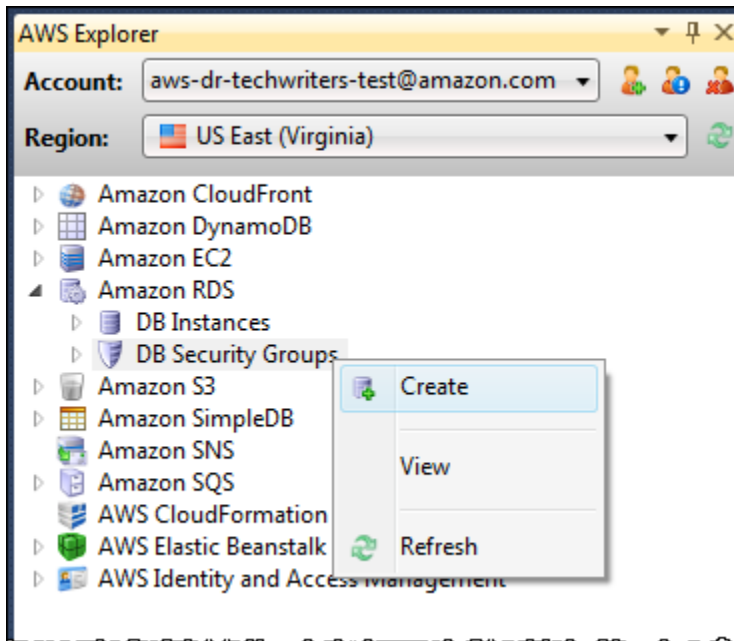 AWS Explorer
Account: aws-dr-techwriters-test@amazon.com
Region: US East (Virginia)
Amazon CloudFront
Amazon DynamoDB
Amazon EC2
Amazon RDS
DB Instances
DB Security Groups
Create
Amazon S3
Amazon SimpleDB
Amazon SNS
View
Amazon SQS
AWS CloudFormation
AWS Elastic Beanstalk
Refresh
AWS Identity and Access Management